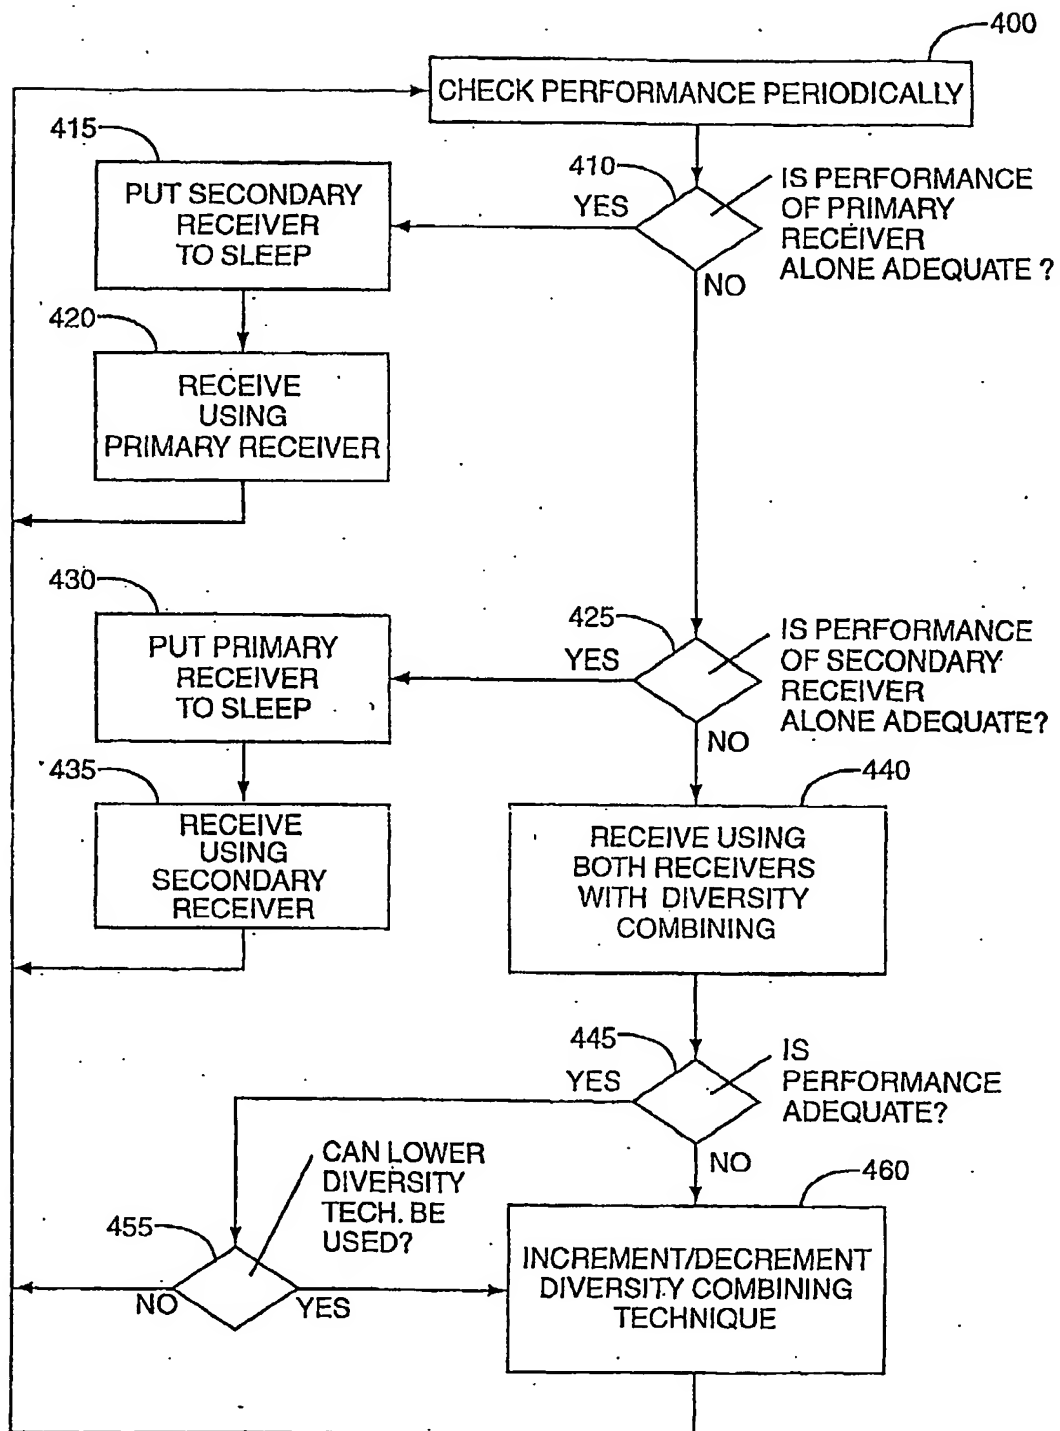 400
CHECK PERFORMANCE PERIODICALLY
415
PUT SECONDARY
RECEIVER
TO SLEEP
410
YES
IS PERFORMANCE
OF PRIMARY
RECEIVER
ALONE ADEQUATE ?
NO
420
RECEIVE
USING
PRIMARY RECEIVER
430
PUT PRIMARY
RECEIVER
TO SLEEP
425
YES
IS PERFORMANCE
OF SECONDARY
RECEIVER
ALONE ADEQUATE?
NO
435
RECEIVE
USING
SECONDARY
RECEIVER
440
RECEIVE USING
BOTH RECEIVERS
WITH DIVERSITY
COMBINING
445
YES
IS
PERFORMANCE
ADEQUATE?
NO
CAN LOWER
DIVERSITY
TECH. BE
USED?
455
NO
YES
460
INCREMENT/DECREMENT
DIVERSITY COMBINING
TECHNIQUE